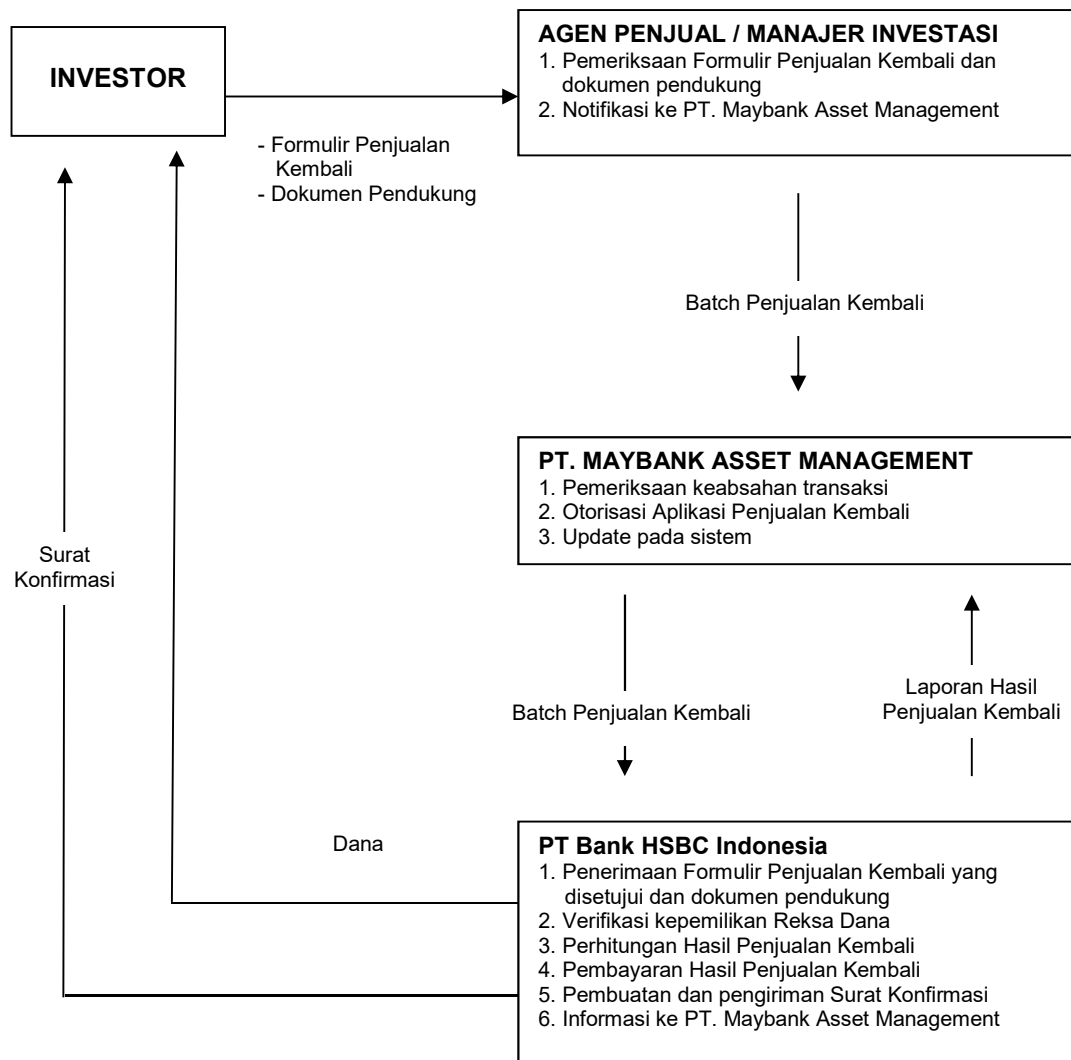 INVESTOR
AGEN PENJUAL / MANAJER INVESTASI
1. Pemeriksaan Formulir Penjualan Kembali dan
dokumen pendukung
2. Notifikasi ke PT. Maybank Asset Management
- Formulir Penjualan
Kembali
- Dokumen Pendukung
Batch Penjualan Kembali
PT. MAYBANK ASSET MANAGEMENT
1. Pemeriksaan keabsahan transaksi
2. Otorisasi Aplikasi Penjualan Kembali
3. Update pada sistem
Surat
Konfirmasi
Batch Penjualan Kembali
Laporan Hasil
Penjualan Kembali
Dana
PT Bank HSBC Indonesia
1. Penerimaan Formulir Penjualan Kembali yang
disetujui dan dokumen pendukung
2. Verifikasi kepemilikan Reksa Dana
3. Perhitungan Hasil Penjualan Kembali
4. Pembayaran Hasil Penjualan Kembali
5. Pembuatan dan pengiriman Surat Konfirmasi
6. Informasi ke PT. Maybank Asset Management